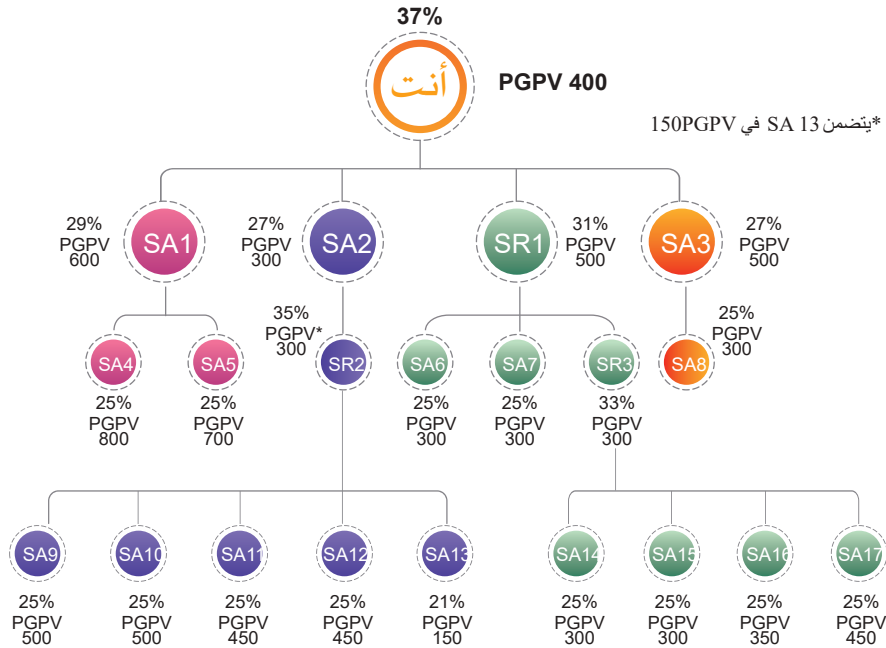 37%
أنت
PGPV 400
*يتضمن SA 13 في 150PGPV
29%
PGPV
600
SA1
27%
PGPV
300
SA2
SR1
31%
PGPV
500
SA3
27%
PGPV
500
SA4
25%
PGPV
800
SA5
25%
PGPV
700
35%
PGPV*
300
SR2
SA6
25%
PGPV
300
SA7
25%
PGPV
300
SR3
33%
PGPV
300
SA8
25%
PGPV
300
SA9
25%
PGPV
500
SA10
25%
PGPV
500
SA11
25%
PGPV
450
SA12
25%
PGPV
450
SA13
21%
PGPV
150
SA14
25%
PGPV
300
SA15
25%
PGPV
300
SA16
25%
PGPV
350
SA17
25%
PGPV
450